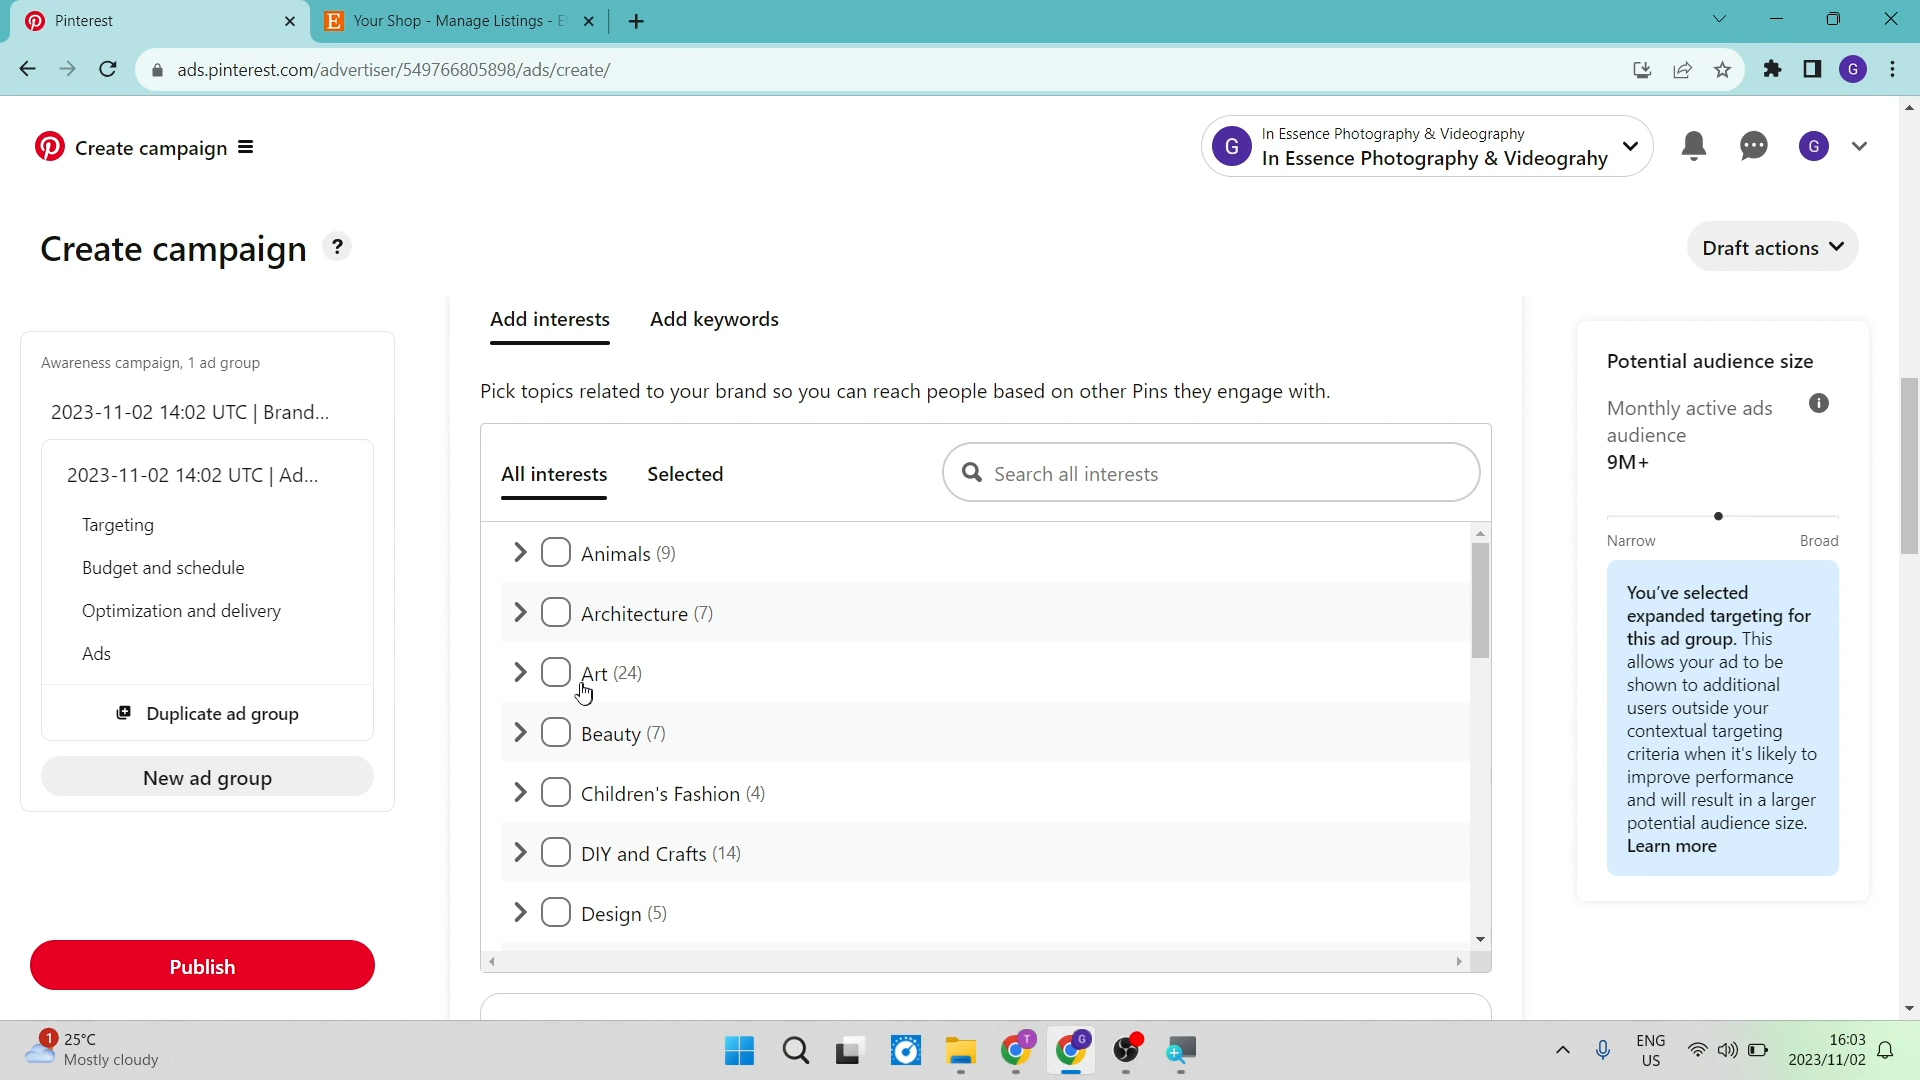 Pinterest
Your Shop - Manage Listings - E
ads.pinterest.com/advertiser/549766805898/ads/create/
G
Create campaign
G
In Essence Photography & Videography
In Essence Photography & Videograhy
G
Create campaign ?
Draft actions
Awareness campaign, 1 ad group
2023-11-02 14:02 UTC | Brand...
2023-11-02 14:02 UTC | Ad...
Targeting
Budget and schedule
Optimization and delivery
Ads
Duplicate ad group
New ad group
Publish
Add interests
Add keywords
Pick topics related to your brand so you can reach people based on other Pins they engage with.
All interests
Selected
Search all interests
Animals (9)
Architecture (7)
Art (24)
Beauty (7)
Children's Fashion (4)
DIY and Crafts (14)
Design (5)
Potential audience size
Monthly active ads
audience
9M+
Narrow
Broad
You've selected
expanded targeting for
this ad group. This
allows your ad to be
shown to additional
users outside your
contextual targeting
criteria when it's likely to
improve performance
and will result in a larger
potential audience size.
Learn more
1
25°C
Mostly cloudy
T
G
ENG
US
16:03
2023/11/02